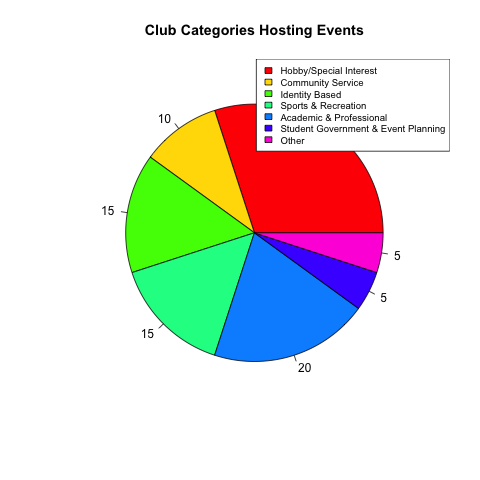 Club Categories Hosting Events
Hobby/Special Interest
Community Service
Identity Based
Sports & Recreation
Academic & Professional
Student Government & Event Planning
Other
10
15
15
20
5
5